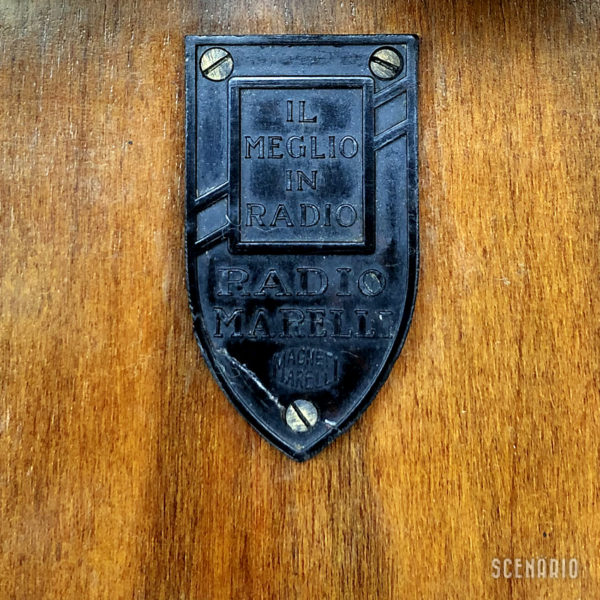 IL
MEGLIO
IN
RADIO
RADIO
MARELLI
MAGNETI
MARELLI
SCENARIO